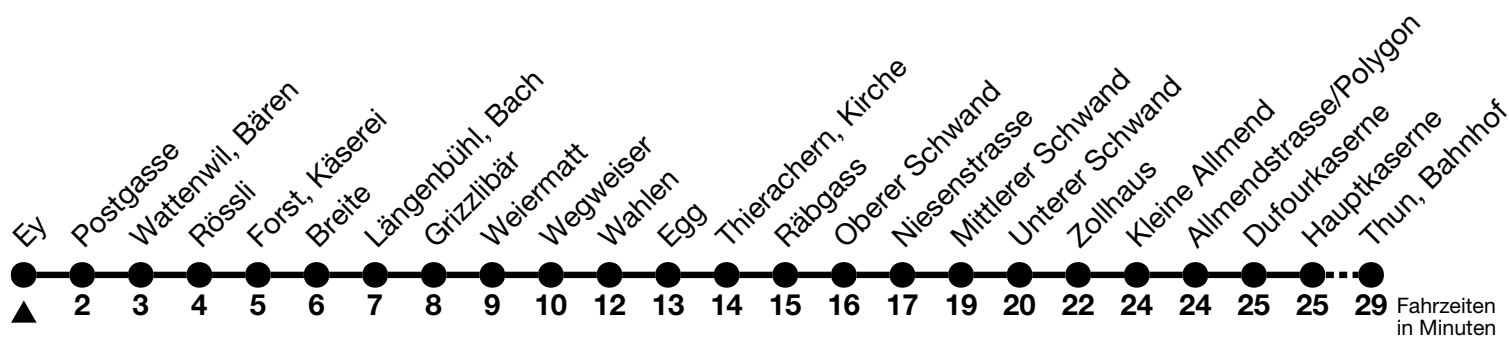 Ey
Postgasse
Wattenwil, Bären
Rössli
Forst, Käserei
Breite
Längenbühl, Bach
Grizzlibär
Weiermatt
Wegweiser
Wahlen
Egg
Thierachern, Kirche
Räbgass
Oberer Schwand
Niesenstrasse
Mittlerer Schwand
Unterer Schwand
Zollhaus
Kleine Allmend
Allmendstrasse/Polygon
Dufourkaserne
Hauptkaserne
Thun, Bahnhof
2 3 4 5 6 7 8 9 10 12 13 14 15 16 17 19 20 22 24 24 25 25 29
Fahrzeiten
in Minuten